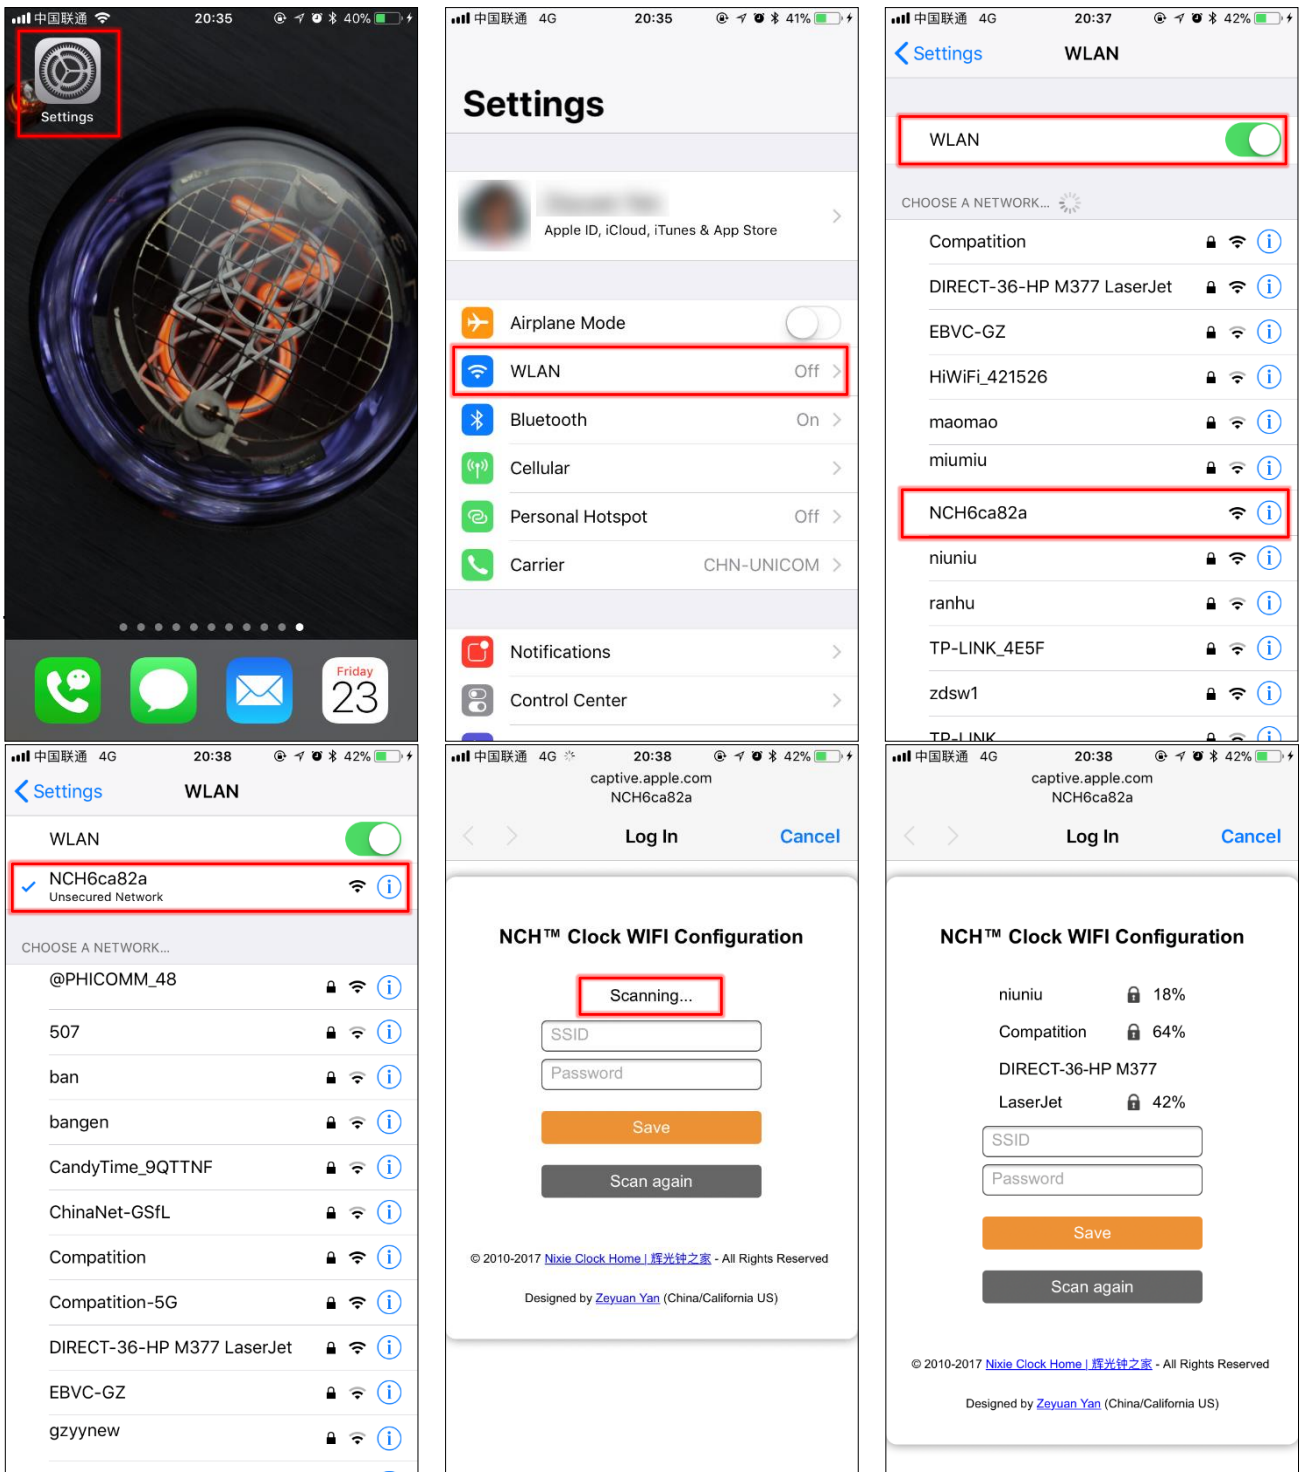 中国联通 20:35 40%
Settings
Friday
23
中国联通 4G 20:35 41%
Settings
Apple ID, iCloud, iTunes & App Store
Airplane Mode
WLAN Off
Bluetooth On
Cellular
Personal Hotspot Off
Carrier CHN-UNICOM
Notifications
Control Center
中国联通 4G 20:37 42%
Settings WLAN
WLAN
CHOOSE A NETWORK...
Compatition
DIRECT-36-HP M377 LaserJet
EBVC-GZ
HiWiFi_421526
maomao
miumiu
NCH6ca82a
niuniu
ranhu
TP-LINK_4E5F
zdsw1
TP-LINK
中国联通 4G 20:38 42%
Settings WLAN
WLAN
NCH6ca82a
Unsecured Network
CHOOSE A NETWORK...
@PHICOMM_48
507
ban
bangen
CandyTime_9QTTNF
ChinaNet-GSfL
Compatition
Compatition-5G
DIRECT-36-HP M377 LaserJet
EBVC-GZ
gzyynew
中国联通 4G 20:38 42%
captive.apple.com
NCH6ca82a
Log In Cancel
NCH™ Clock WIFI Configuration
Scanning...
SSID
Password
Save
Scan again
© 2010-2017 Nixie Clock Home | 辉光钟之家 - All Rights Reserved
Designed by Zeyuan Yan (China/California US)
中国联通 4G 20:38 42%
captive.apple.com
NCH6ca82a
Log In Cancel
NCH™ Clock WIFI Configuration
niuniu 18%
Compatition 64%
DIRECT-36-HP M377
LaserJet 42%
SSID
Password
Save
Scan again
© 2010-2017 Nixie Clock Home | 辉光钟之家 - All Rights Reserved
Designed by Zeyuan Yan (China/California US)